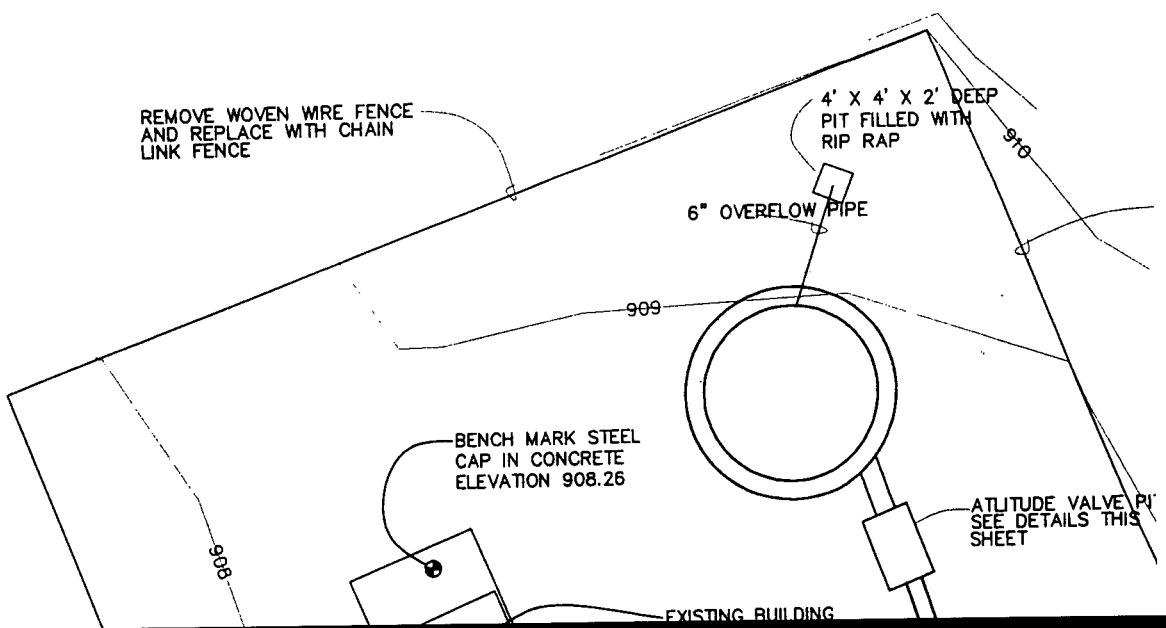 REMOVE WOVEN WIRE FENCE
AND REPLACE WITH CHAIN
LINK FENCE
4' X 4' X 2' DEEP
PIT FILLED WITH
RIP RAP
910
6" OVERFLOW PIPE
909
BENCH MARK STEEL
CAP IN CONCRETE
ELEVATION 908.26
ATLITUDE VALVE PI
SEE DETAILS THIS
SHEET
908
EXISTING BUILDING